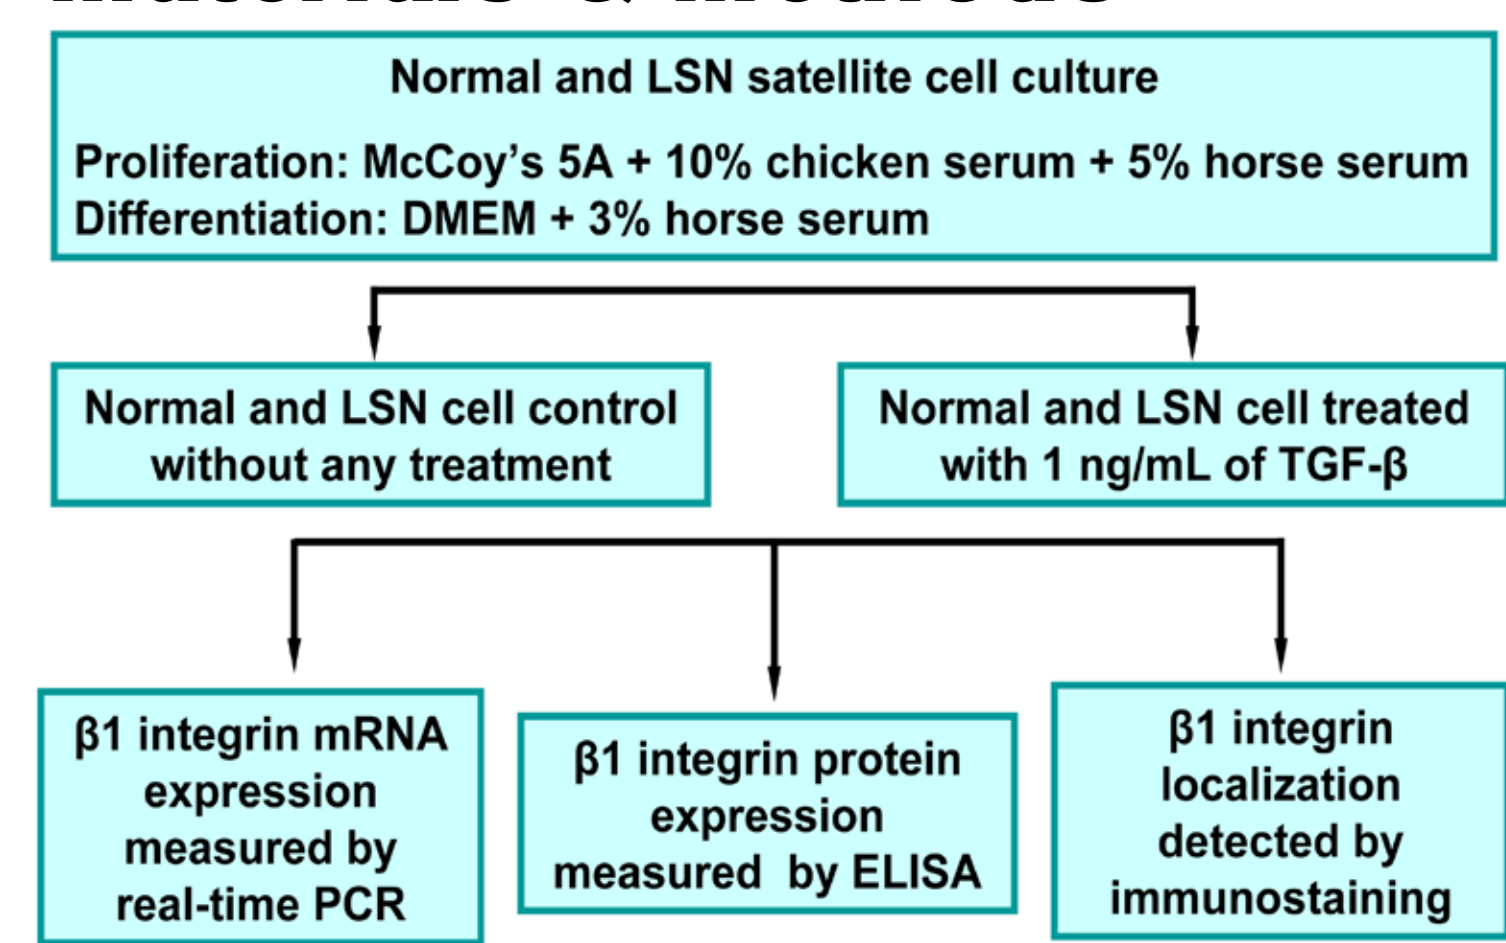 Materials & Methods
Normal and LSN satellite cell culture
Proliferation: McCoy's 5A + 10% chicken serum + 5% horse serum
Differentiation: DMEM + 3% horse serum
Normal and LSN cell control
without any treatment
Normal and LSN cell treated
with 1 ng/mL of TGF-β
β1 integrin mRNA
expression
measured by
real-time PCR
β1 integrin protein
expression
measured by ELISA
β1 integrin
localization
detected by
immunostaining